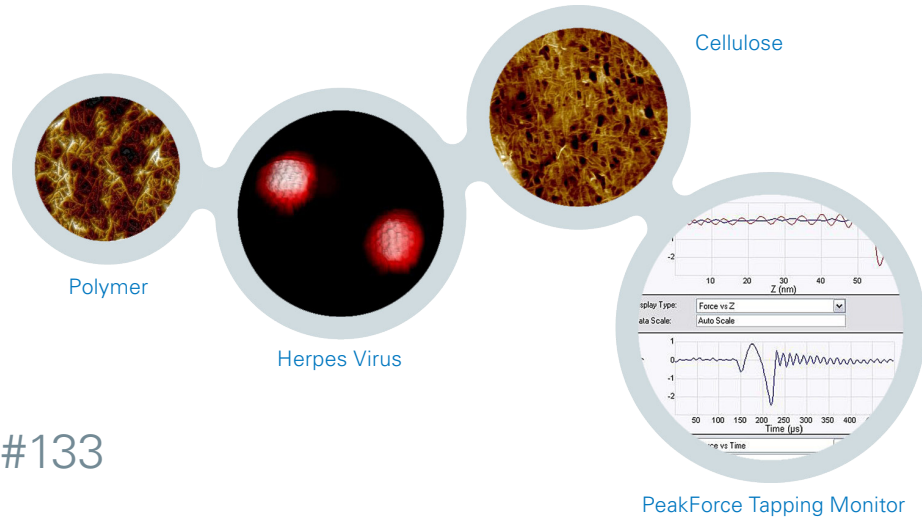 Cellulose
Polymer
Herpes Virus
-2
10 20 30 40 50
Z (nm)
splay Type: Force vs Z
ata Scale: Auto Scale
1
0
-1
-2
50 100 150 200 250 300 350 400
Time (µs)
rce vs Time
#133
PeakForce Tapping Monitor